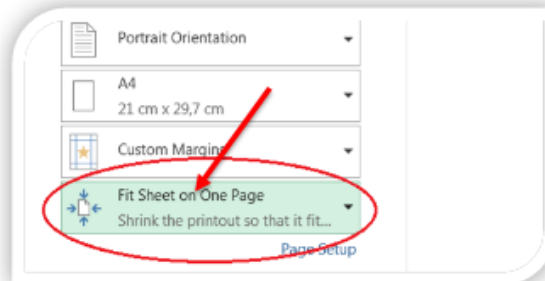 Portrait Orientation
A4
21 cm x 29,7 cm
Custom Margins
Fit Sheet on One Page
Shrink the printout so that it fit...
Page Setup